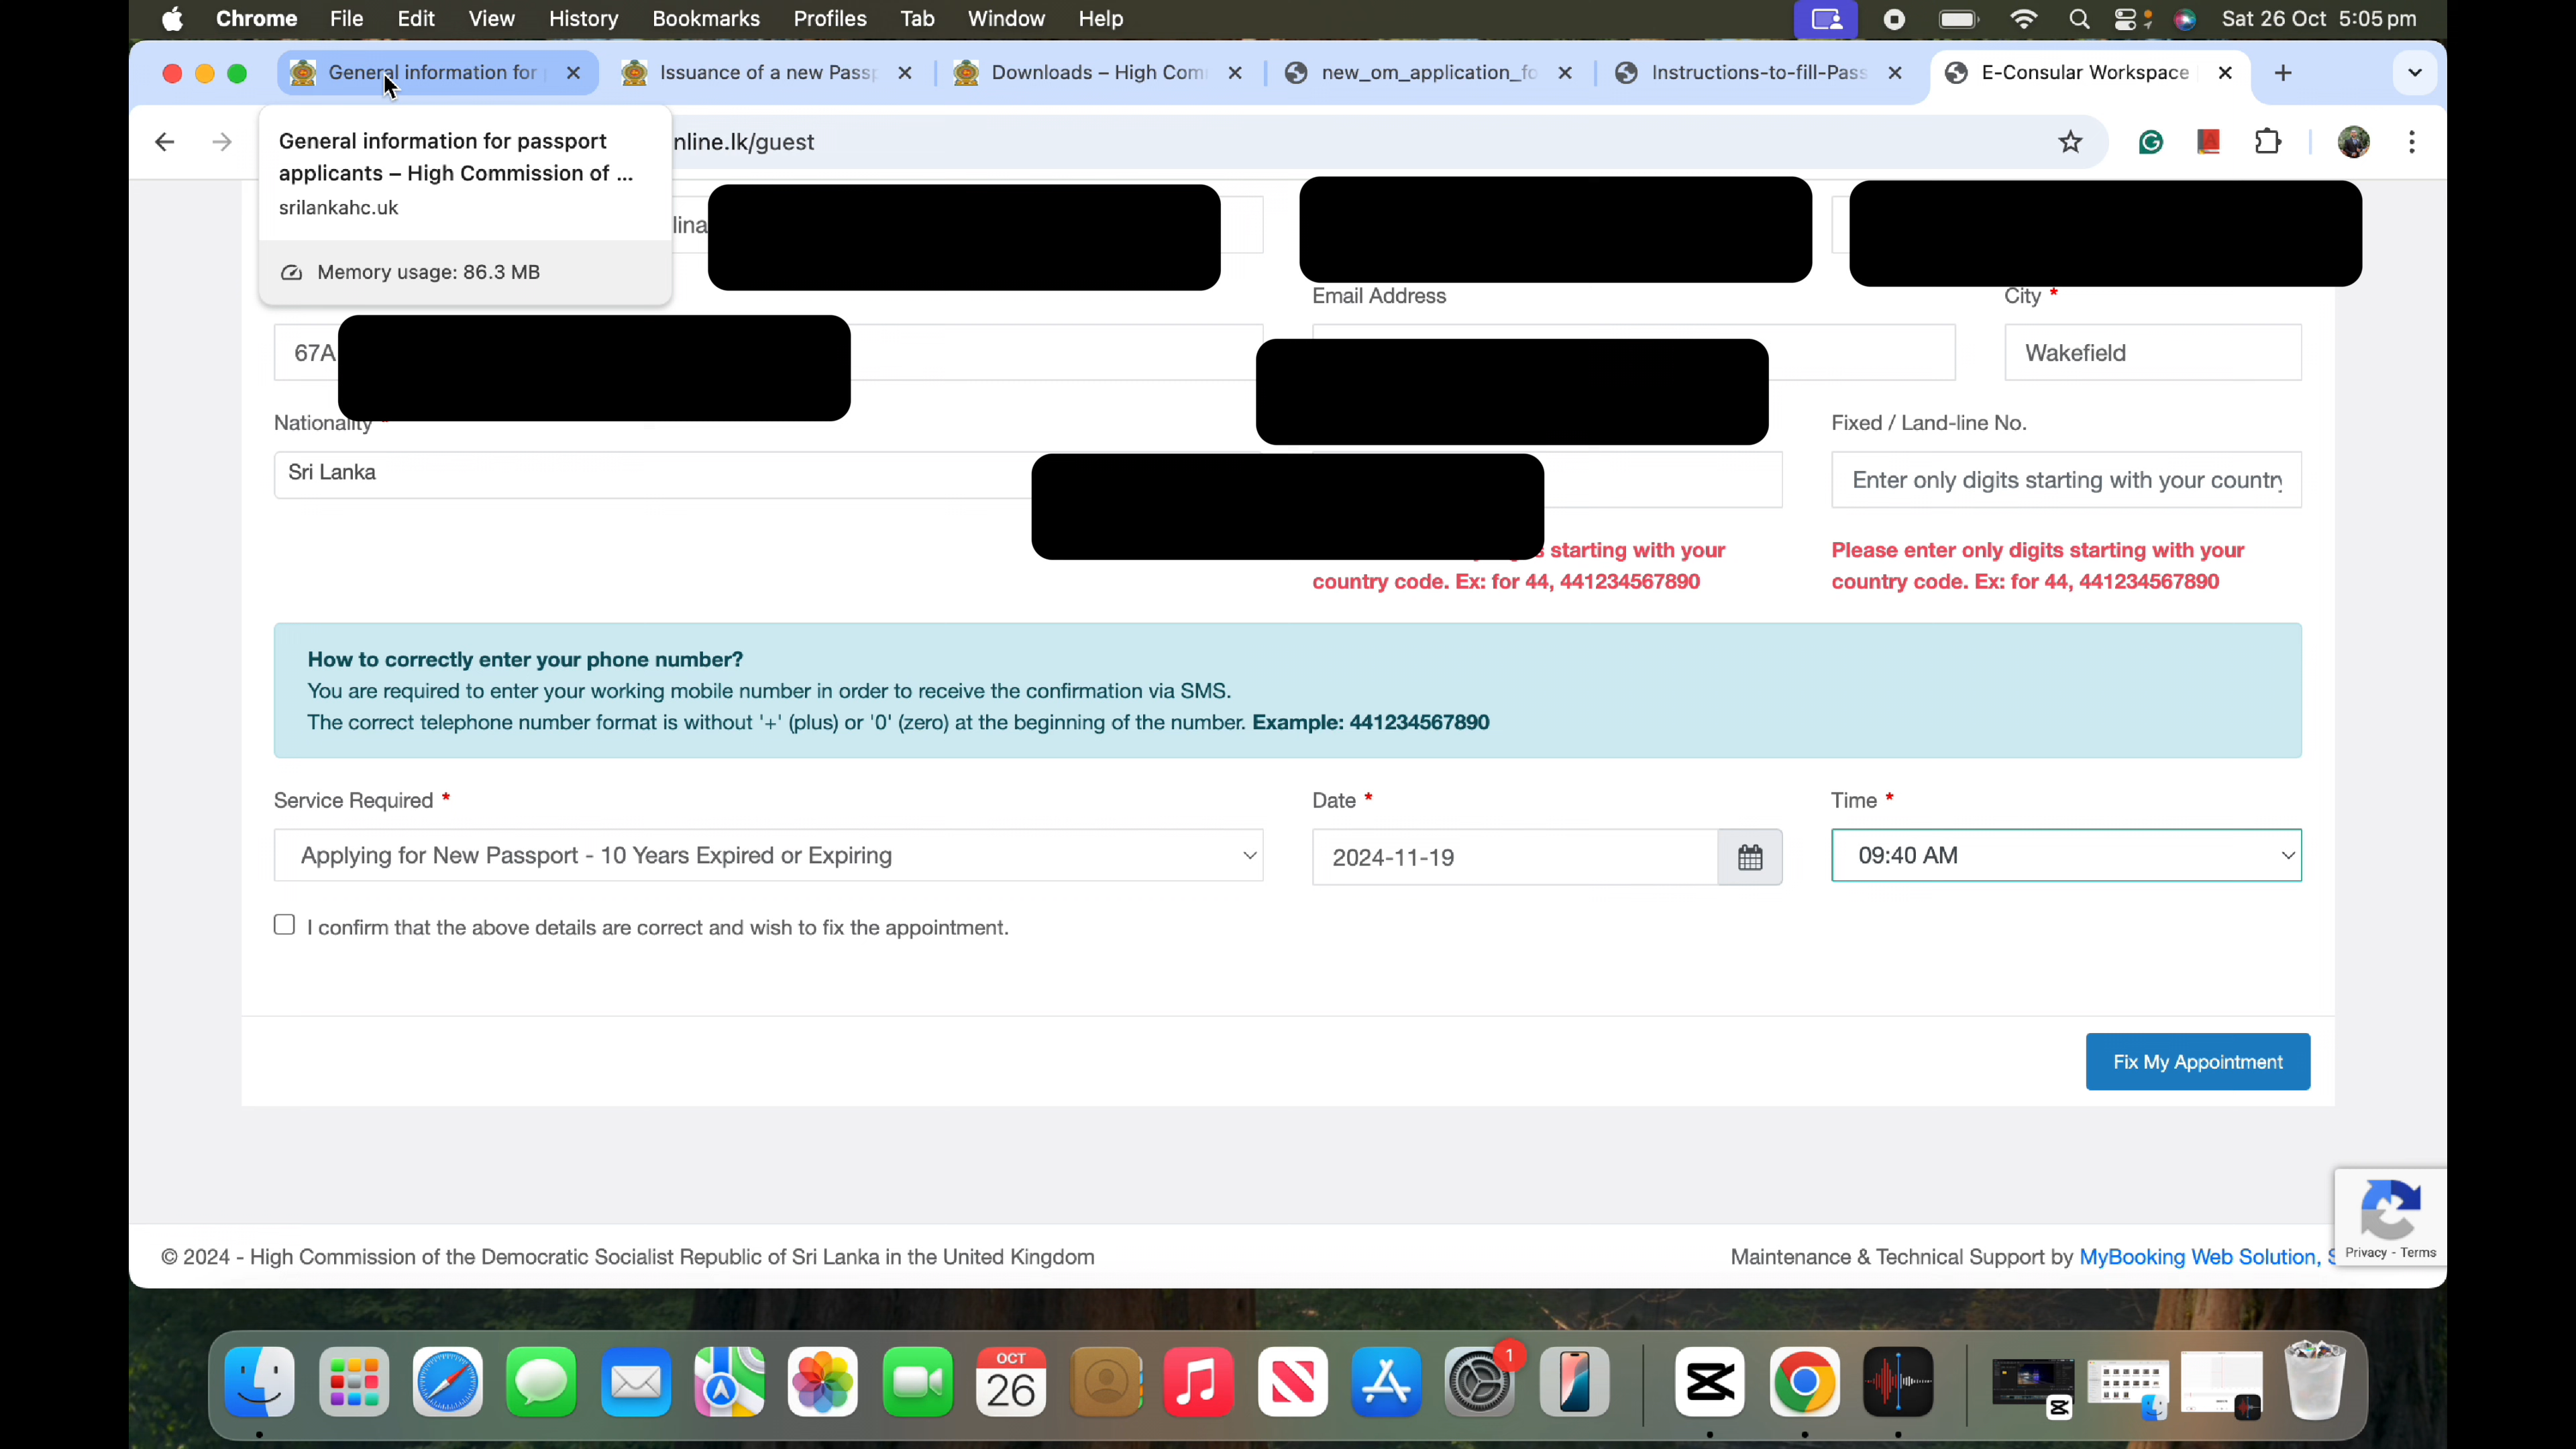 Chrome File Edit View History Bookmarks Profiles Tab Window Help Sat 26 Oct 5:05 pm
General information for Issuance of a new Passp Downloads – High Com new_om_application_fo Instructions-to-fill-Pass E-Consular Workspace
General information for passport
applicants – High Commission of ...
srilankahc.uk
Memory usage: 86.3 MB
nline.lk/guest
lina
Email Address City *
67A Wakefield
Nationality Fixed / Land-line No.
Sri Lanka Enter only digits starting with your country
starting with your Please enter only digits starting with your
country code. Ex: for 44, 441234567890 country code. Ex: for 44, 441234567890
How to correctly enter your phone number?
You are required to enter your working mobile number in order to receive the confirmation via SMS.
The correct telephone number format is without '+' (plus) or '0' (zero) at the beginning of the number. Example: 441234567890
Service Required * Date * Time *
Applying for New Passport - 10 Years Expired or Expiring 2024-11-19 09:40 AM
I confirm that the above details are correct and wish to fix the appointment.
Fix My Appointment
Privacy - Terms
© 2024 - High Commission of the Democratic Socialist Republic of Sri Lanka in the United Kingdom Maintenance & Technical Support by MyBooking Web Solution, S
OCT
26
1